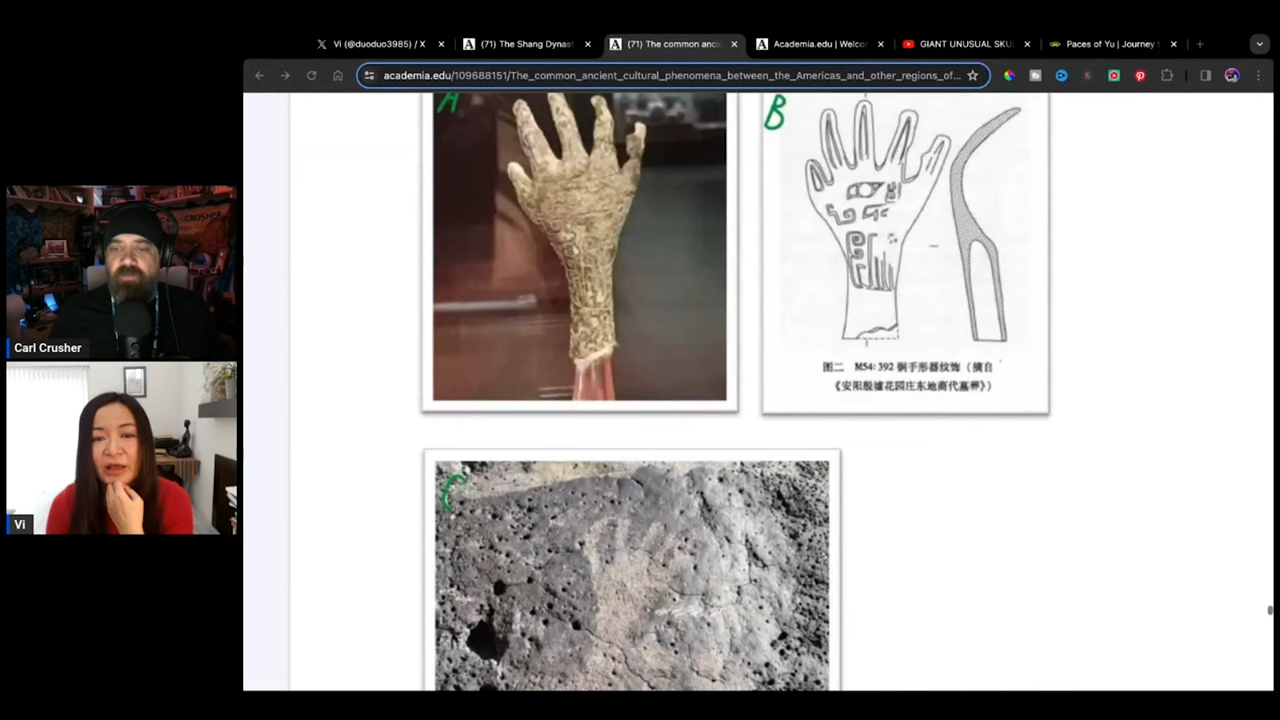 Vi (@duoduo3985) / X
(71) The Shang Dynast
(71) The common anci
Academia.edu | Welcom
GIANT UNUSUAL SKU
Paces of Yu | Journey t
academia.edu/109688151/The_common_ancient_cultural_phenomena_between_the_Americas_and_other_regions_of...
A
B
图二 M54:392 铜手形器纹饰（摘自
《安阳殷墟花园庄东地商代墓葬》）
C
CRUSHER
Carl Crusher
Vi